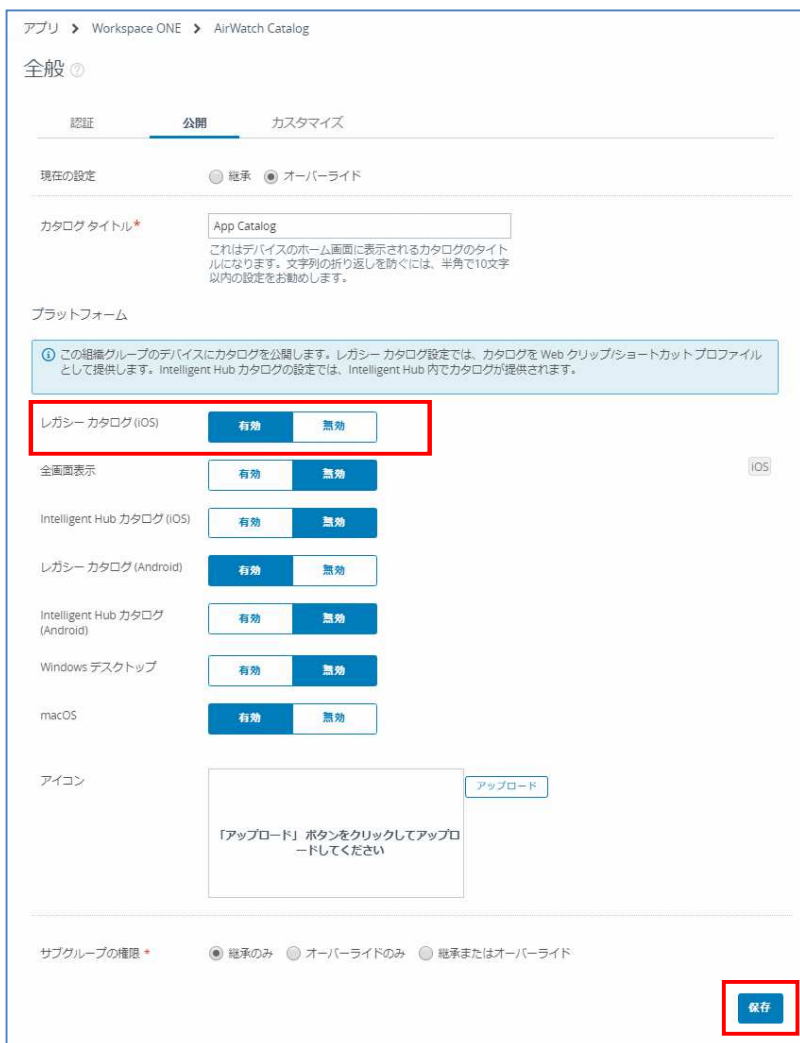 アプリ > Workspace ONE > AirWatch Catalog
全般 ?
認証 公開 カスタマイズ
現在の設定 継承 オーバーライド
カタログ タイトル* App Catalog
これはデバイスのホーム画面に表示されるカタログのタイト
ルになります。文字列の折り返しを防ぐには、半角で10文字
以内の設定をお勧めします。
プラットフォーム
この組織グループのデバイスにカタログを公開します。レガシー カタログ設定では、カタログを Web クリップ/ショートカット プロファイル
として提供します。Intelligent Hub カタログの設定では、Intelligent Hub 内でカタログが提供されます。
レガシー カタログ (iOS) 有効 無効
全画面表示 有効 無効 iOS
Intelligent Hub カタログ (iOS) 有効 無効
レガシー カタログ (Android) 有効 無効
Intelligent Hub カタログ
(Android) 有効 無効
Windows デスクトップ 有効 無効
macOS 有効 無効
アイコン アップロード
「アップロード」 ボタンをクリックしてアップロ
ードしてください
サブグループの権限 * 継承のみ オーバーライドのみ 継承またはオーバーライド
保存